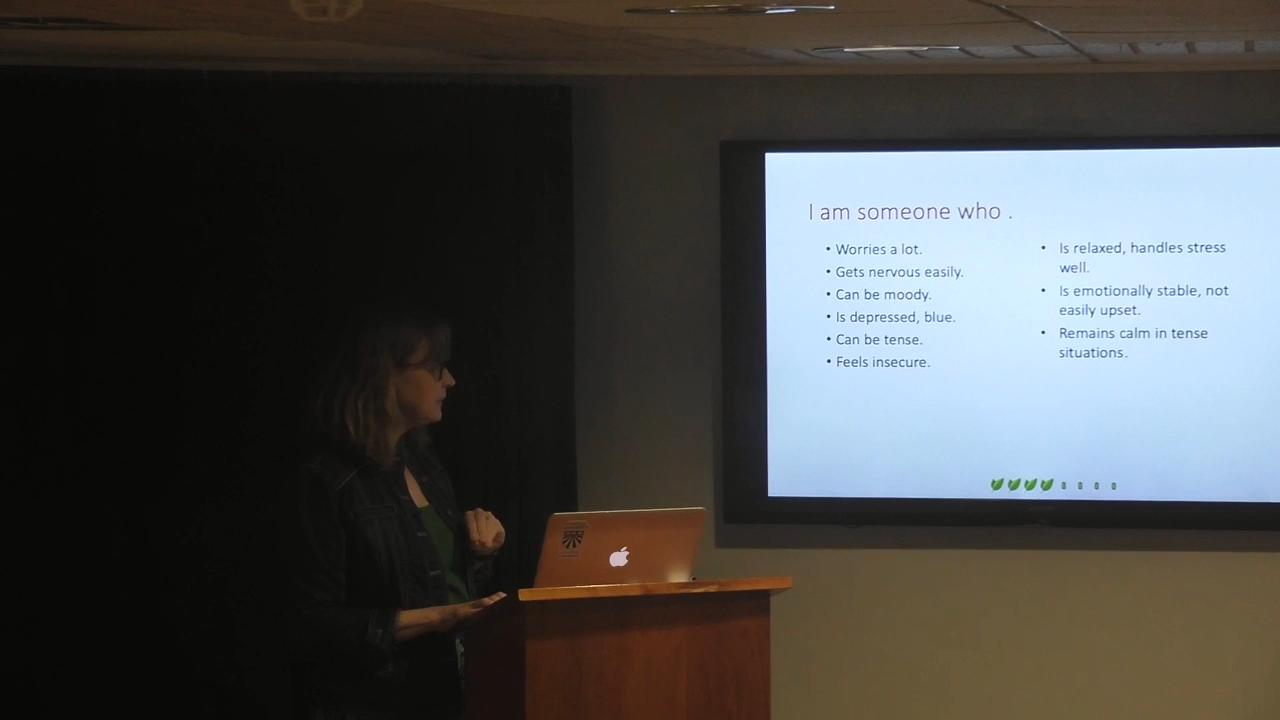 I am someone who .
• Worries a lot.
• Gets nervous easily.
• Can be moody.
• Is depressed, blue.
• Can be tense.
• Feels insecure.
• Is relaxed, handles stress
well.
• Is emotionally stable, not
easily upset.
• Remains calm in tense
situations.